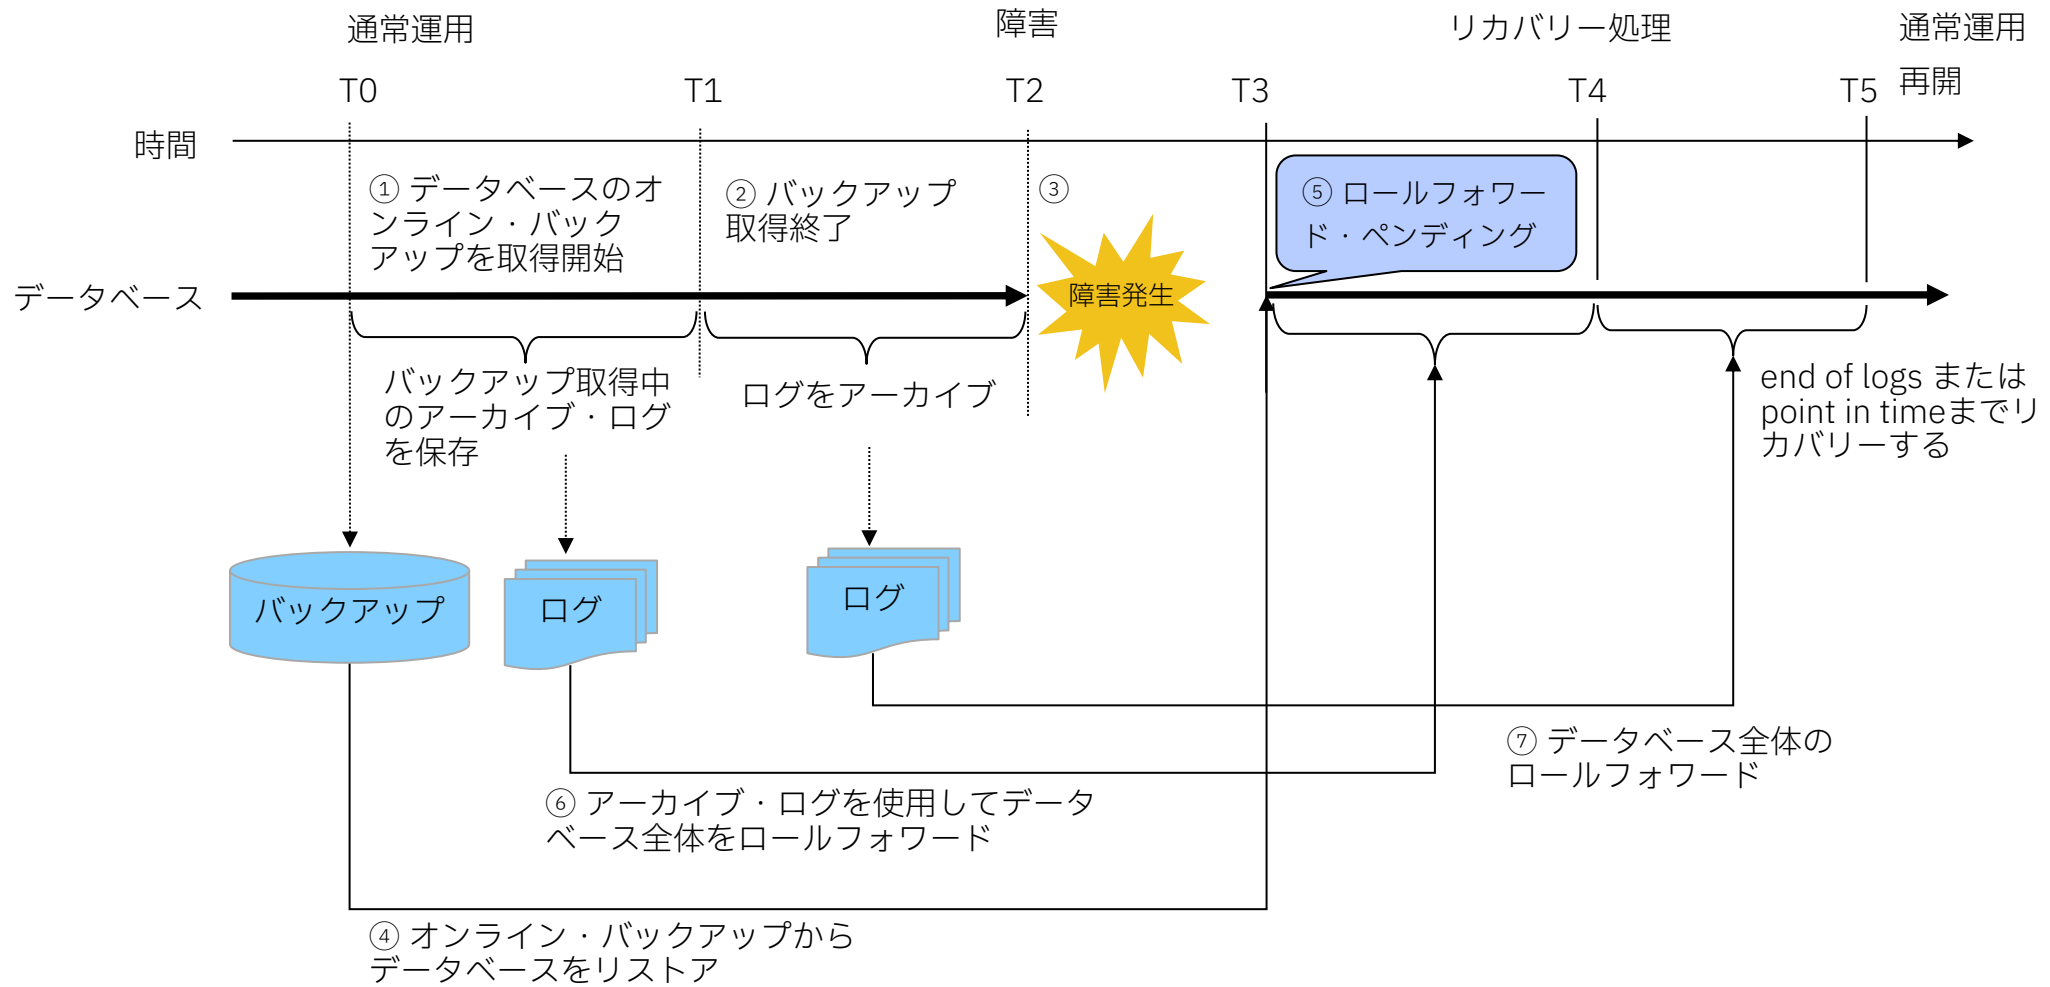 通常運用
障害
リカバリー処理
通常運用
再開
T0
T1
T2
T3
T4
T5
時間
① データベースのオ
ンライン・バック
アップを取得開始
② バックアップ
取得終了
③
⑤ ロールフォワー
ド・ペンディング
データベース
障害発生
バックアップ取得中
のアーカイブ・ログ
を保存
ログをアーカイブ
end of logs または
point in timeまでリ
カバリーする
バックアップ
ログ
ログ
⑦ データベース全体の
ロールフォワード
⑥ アーカイブ・ログを使用してデータ
ベース全体をロールフォワード
④ オンライン・バックアップから
データベースをリストア